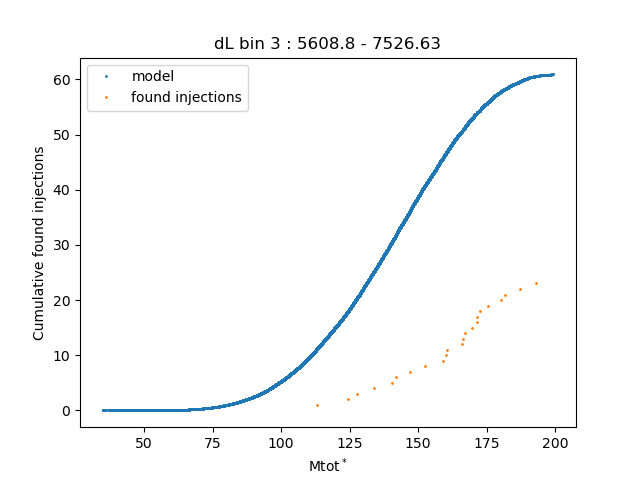 dL bin 3 : 5608.8 - 7526.63
model
found injections
Cumulative found injections
60
50
40
30
20
10
0
50 75 100 125 150 175 200
Mtot*